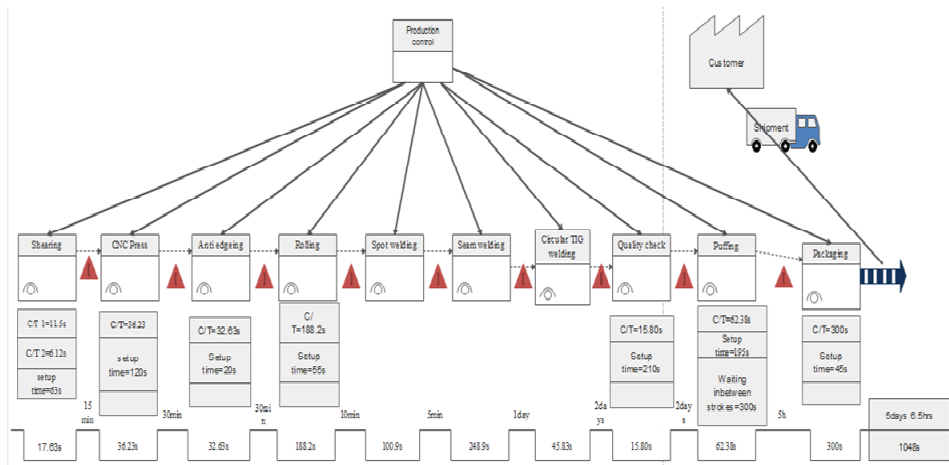 Production
control
Customer
Shipment
Shearing
CNC Press
Anti edgeing
Rolling
Spot welding
Seam welding
Circular TIG
welding
Quality check
Puffing
Packaging
C/T 1=11.5s
C/T 2=6.12s
setup
time=63s
C/T=36.23
setup
time=120s
C/T=32.63s
Setup
time=20s
C/
T=188.2s
Setup
time=55s
C/T=15.80s
Setup
time=210s
C/T=62.38s
Setup
time=195s
Waiting
inbetween
strokes=300s
C/T=300s
Setup
time=45s
15
min
30min
30mi
n
10min
5min
1day
2da
ys
2day
s
5h
5days 6.5hrs
17.63s
36.23s
32.63s
188.2s
100.9s
248.9s
45.83s
15.80s
62.38s
300s
1048s